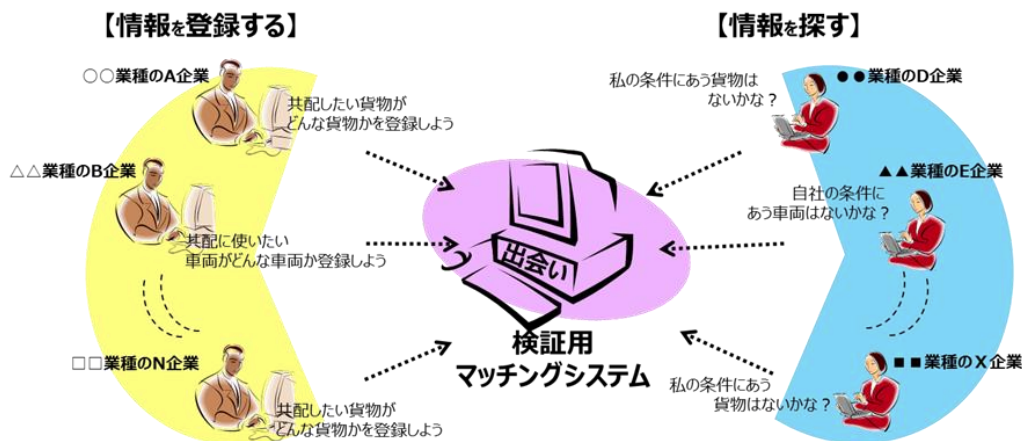 【情報を登録する】
○○業種のA企業
共配したい貨物が
どんな貨物かを登録しよう
△△業種のB企業
共配に使いたい
車両がどんな車両か登録しよう
□□業種のN企業
共配したい貨物が
どんな貨物かを登録しよう
出会い
検証用
マッチングシステム
【情報を探す】
●●業種のD企業
私の条件にあう貨物は
ないかな？
▲▲業種のE企業
自社の条件に
あう車両はないかな？
■■業種のX企業
私の条件にあう
貨物はないかな？